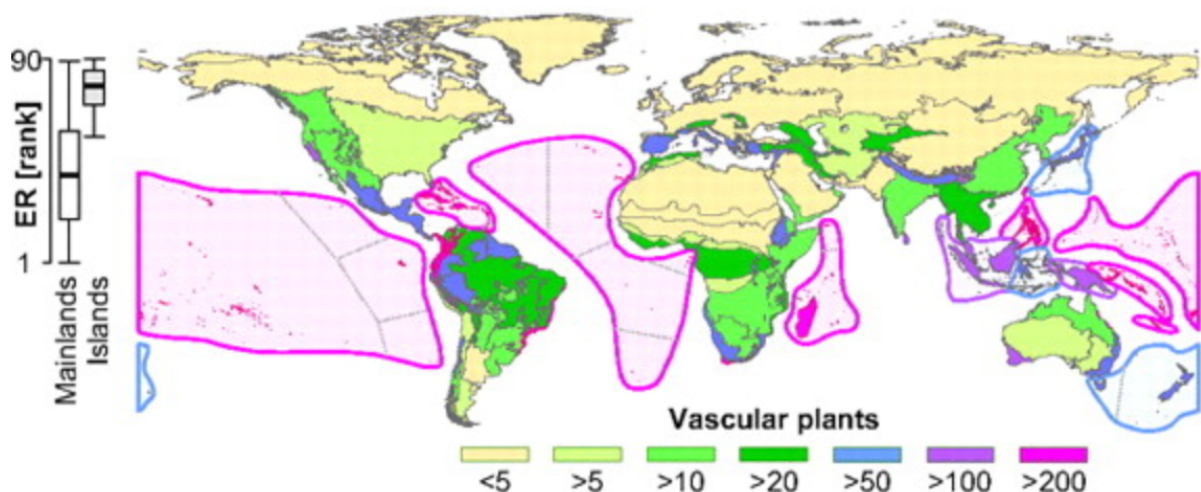 90
ER [rank]
1
Mainlands
Islands
Vascular plants
<5 >5 >10 >20 >50 >100 >200